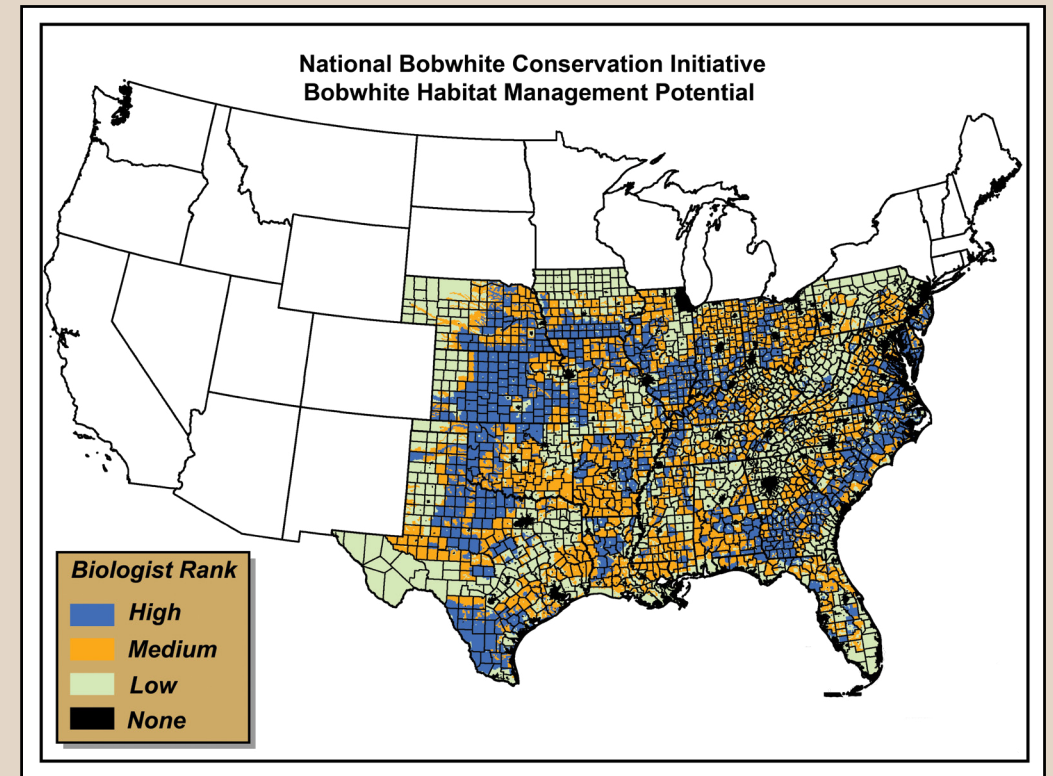 National Bobwhite Conservation Initiative
Bobwhite Habitat Management Potential
Biologist Rank
High
Medium
Low
None